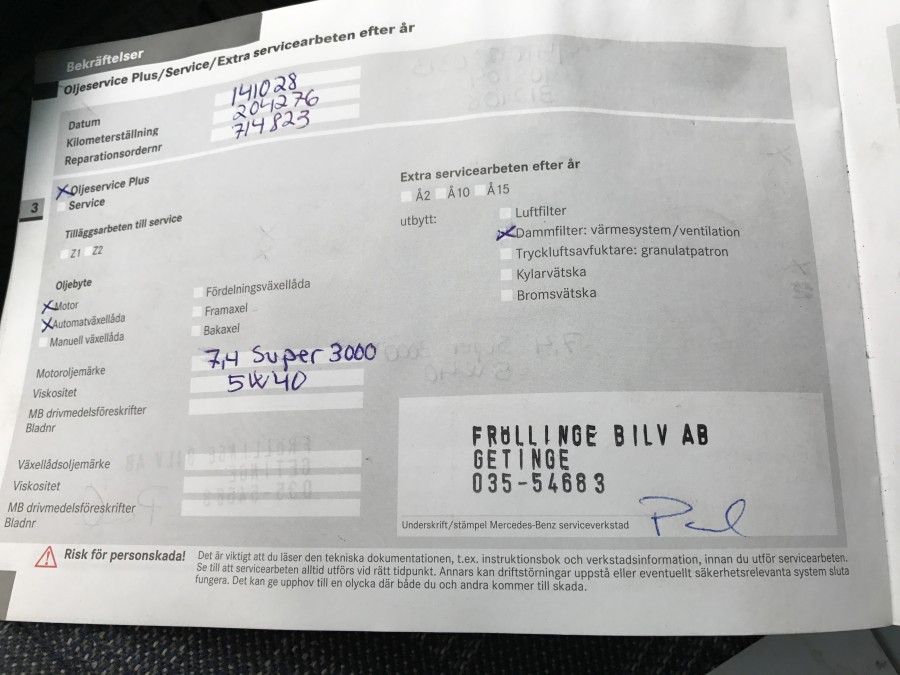 Bekräftelser
Oljeservice Plus/Service/Extra servicearbeten efter år
Datum 141028
Kilometerställning 204276
Reparationsordernr 714823
3
Oljeservice Plus
Service
Tilläggsarbeten till service
Z1 Z2
Oljebyte
Motor
Automatväxellåda
Manuell växellåda
Fördelningsväxellåda
Framaxel
Bakaxel
Motoroljemärke 7,4 Super 3000
Viskositet 5W40
MB drivmedelsföreskrifter
Bladnr
Växellådsoljemärke
Viskositet
MB drivmedelsföreskrifter
Bladnr
Extra servicearbeten efter år
Å2 Å10 Å15
utbytt:
Luftfilter
Dammfilter: värmesystem/ventilation
Tryckluftsavfuktare: granulatpatron
Kylarvätska
Bromsvätska
FRÖLLINGE BILV AB
GETINGE
035-54683
Underskrift/stämpel Mercedes-Benz serviceverkstad
Risk för personskada!
Det är viktigt att du läser den tekniska dokumentationen, t.ex. instruktionsbok och verkstadsinformation, innan du utför servicearbeten.
Se till att servicearbeten alltid utförs vid rätt tidpunkt. Annars kan driftstörningar uppstå eller eventuellt säkerhetsrelevanta system sluta
fungera. Det kan ge upphov till en olycka där både du och andra kommer till skada.